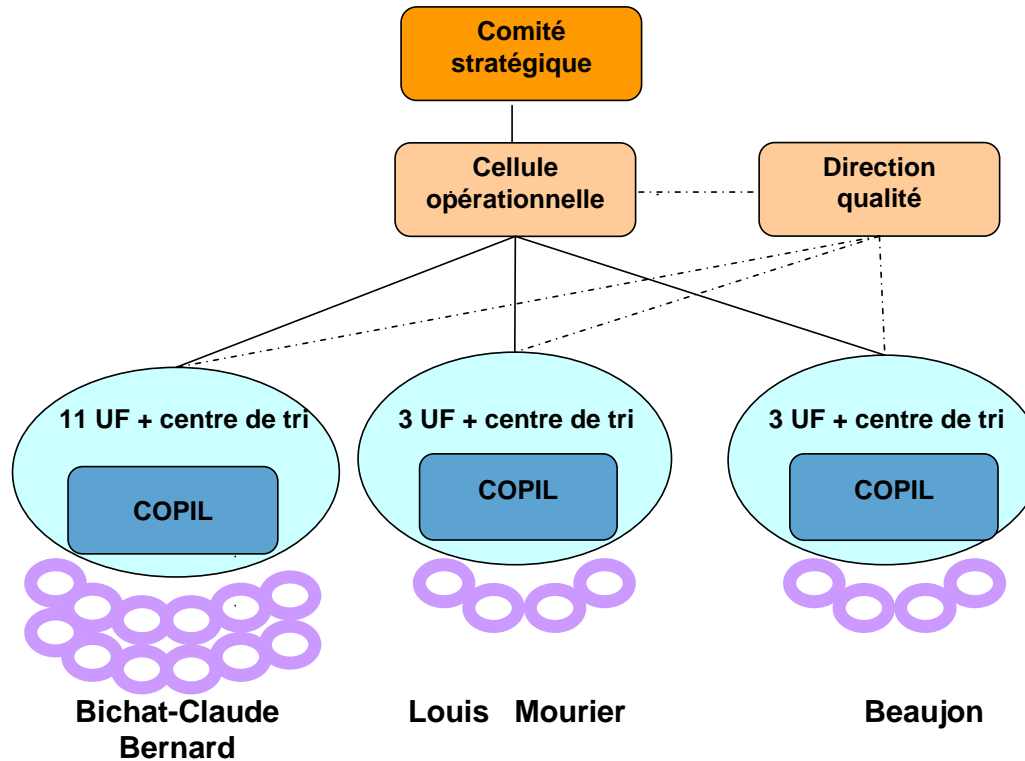 Comité
stratégique
Cellule
opérationnelle
Direction
qualité
11 UF + centre de tri
3 UF + centre de tri
3 UF + centre de tri
COPIL
COPIL
COPIL
Bichat-Claude
Bernard
Louis Mourier
Beaujon